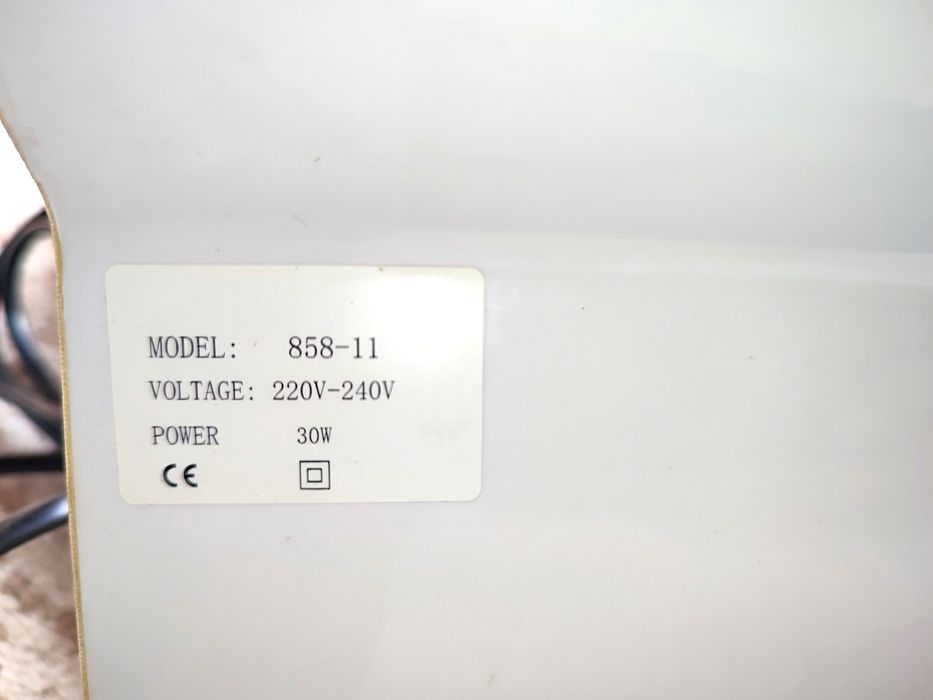 MODEL: 858-11
VOLTAGE: 220V-240V
POWER 30W
CE